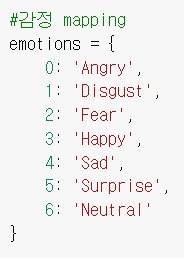 #감정 mapping
emotions = {
    0: 'Angry',
    1: 'Disgust',
    2: 'Fear',
    3: 'Happy',
    4: 'Sad',
    5: 'Surprise',
    6: 'Neutral'
}